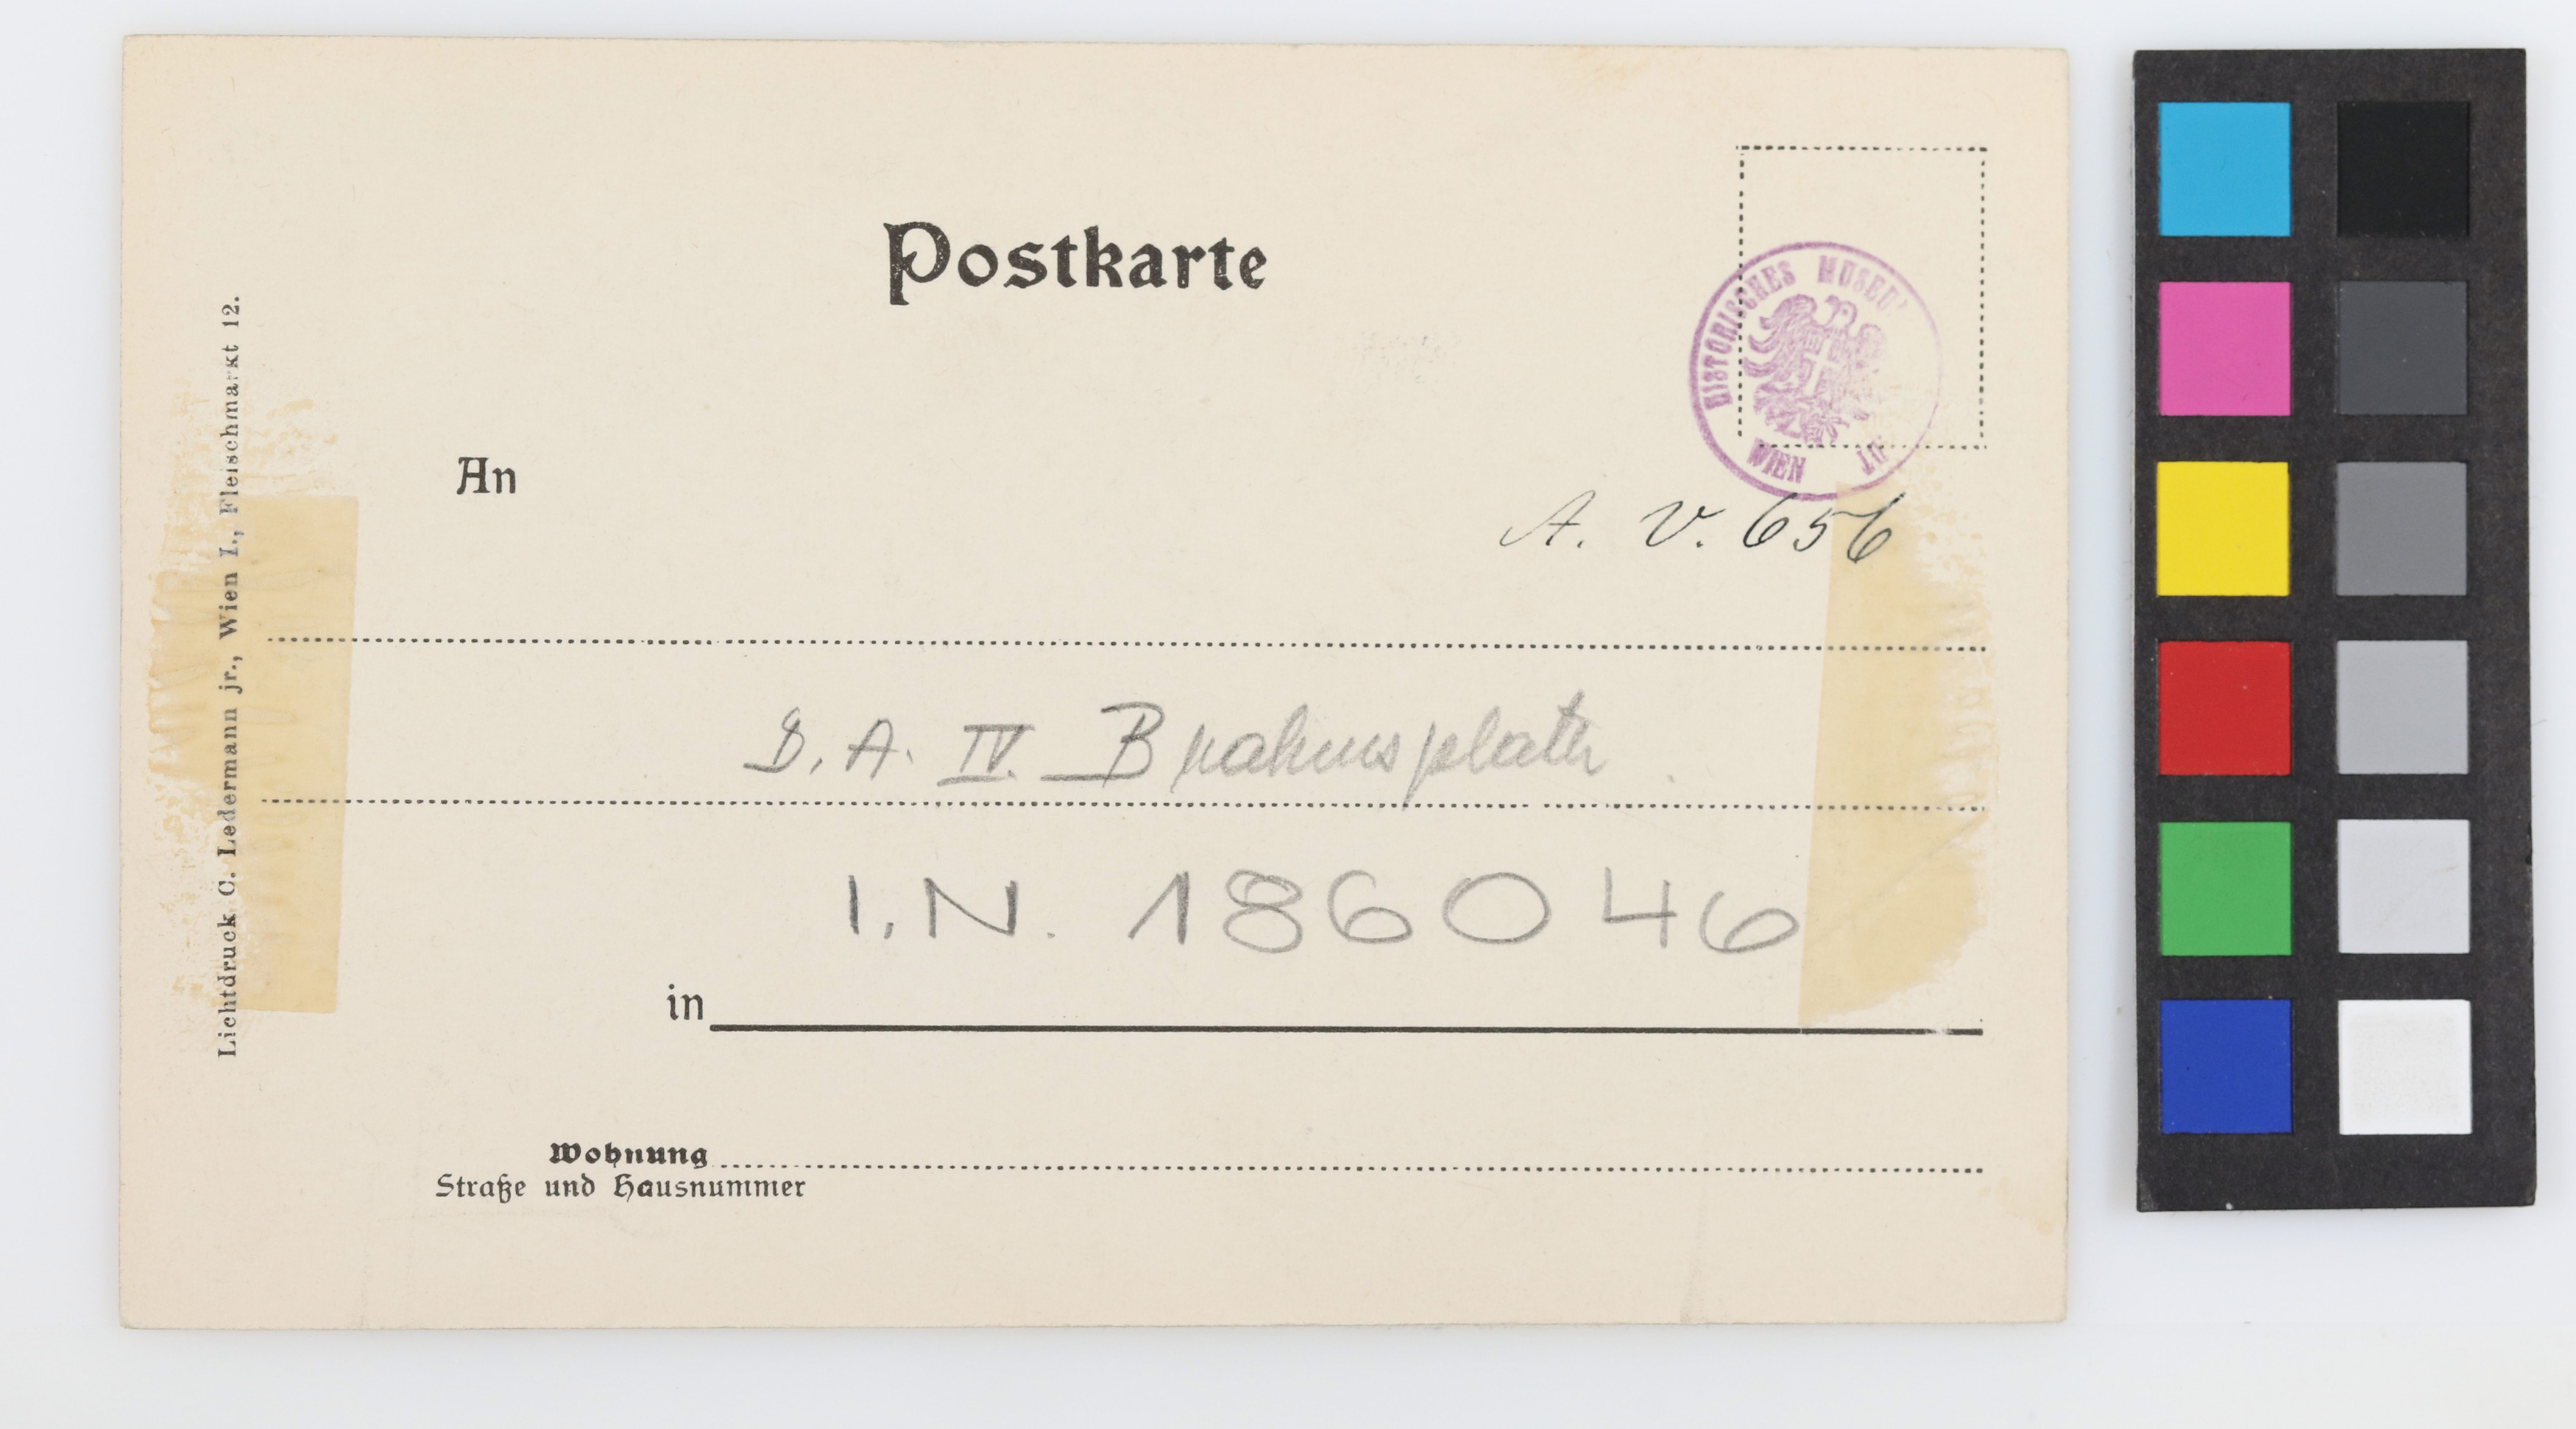 Postkarte
HISTORISCHES MUSEU
WIEN
An
A. V. 656
D. A. IV. Brahmsplatz
I. N. 186046
in
Wohnung
Straße und Hausnummer
Lichtdruck C. Ledermann jr., Wien I., Fleischmarkt 12.